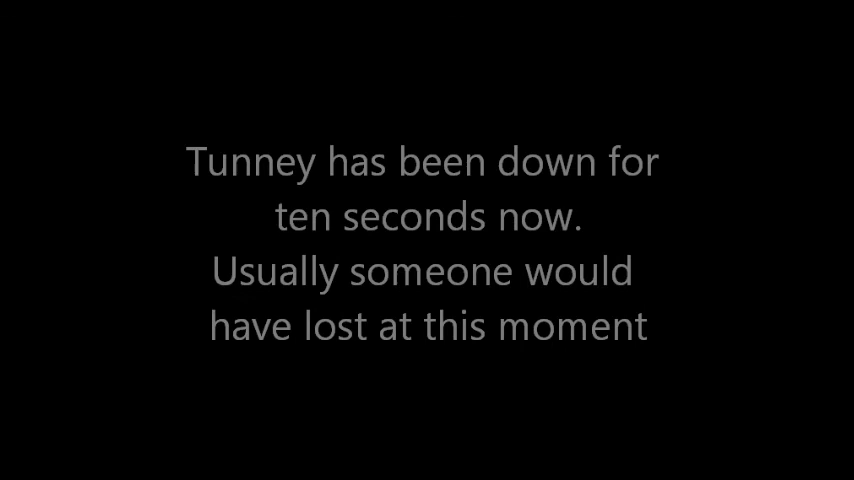 Tunney has been down for
ten seconds now.
Usually someone would
have lost at this moment